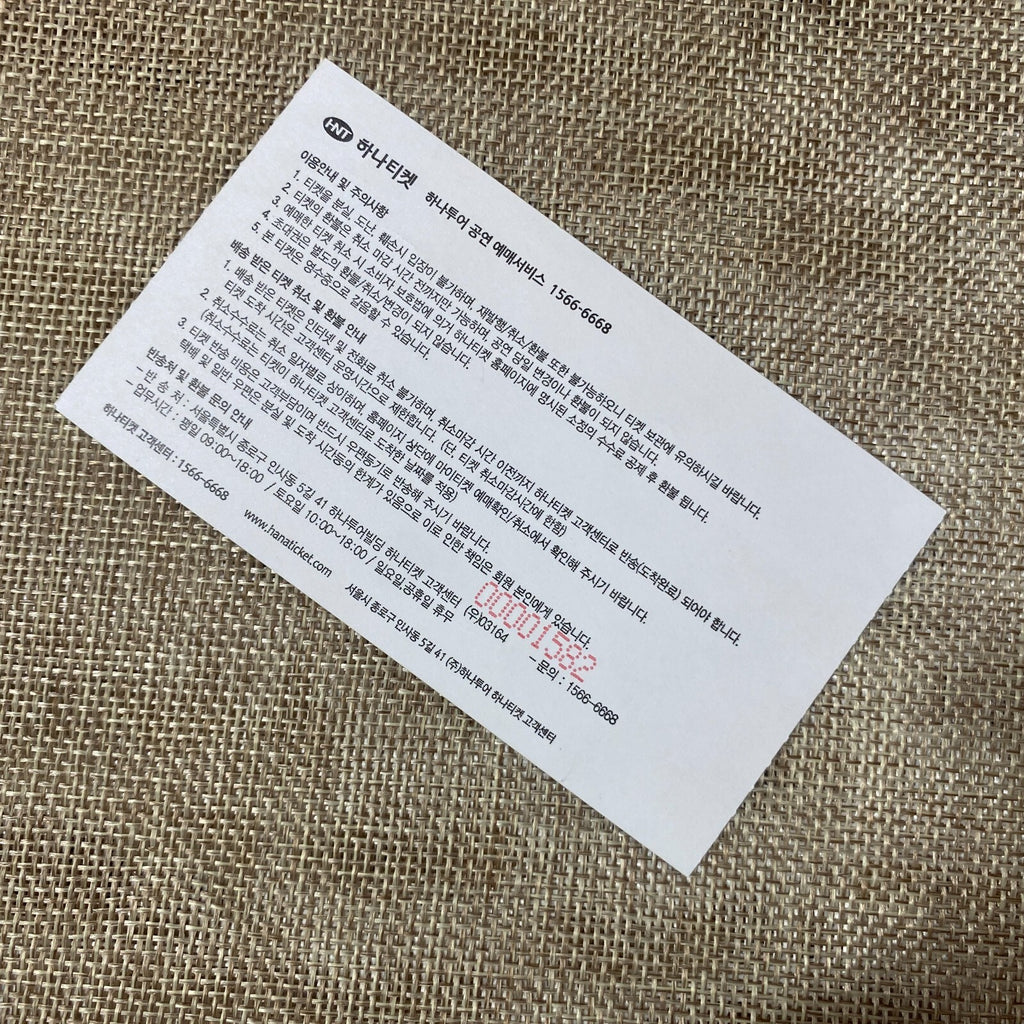 HNT 하나티켓 하나투어 공연 예매서비스 1566-6668
이용안내 및 주의사항
1. 티켓을 분실, 도난, 훼손시 입장이 불가하며, 재발행/취소/환불 또한 불가능하오니 티켓 보관에 유의하시길 바랍니다.
2. 티켓의 환불은 취소 마감 시간 전까지만 가능하며, 공연 당일 변경이나 환불이 되지 않습니다.
3. 예매한 티켓 취소 시 소비자 보호법에 의거 하나티켓 홈페이지에 명시된 소정의 수수료 공제 후 환불 됩니다.
4. 초대권은 별도의 환불/취소/변경이 되지 않습니다.
5. 본 티켓은 영수증으로 갈음할 수 있습니다.
배송 받은 티켓 취소 및 환불 안내
1. 배송 받은 티켓은 인터넷 및 전화로 취소 불가하며, 취소마감 시간 이전까지 하나티켓 고객센터로 반송(도착완료) 되어야 합니다.
티켓 도착 시간은 고객센터 운영시간으로 제한합니다. (단, 티켓 취소마감시간에 한함)
2. 취소수수료는 취소 일자별로 상이하며, 홈페이지 상단에 마이티켓 예매확인/취소에서 확인해 주시기 바랍니다.
(취소수수료는 티켓이 하나티켓 고객센터로 도착한 날짜를 적용)
3. 티켓 반송 비용은 고객부담이며 반드시 우편등기로 반송해 주시기 바랍니다.
택배 및 일반 우편은 분실 및 도착 시간등의 한계가 있음으로 이로 인한 책임은 회원 본인에게 있습니다.
반송처 및 환불 문의 안내
- 반 송 처 : 서울특별시 종로구 인사동 5길 41 하나투어빌딩 하나티켓 고객센터 (우)03164 - 문의 : 1566-6668
- 업무시간 : 평일 09:00~18:00 / 토요일 10:00~18:00 / 일요일,공휴일 휴무
00001582
하나티켓 고객센터 : 1566-6668 www.hanaticket.com 서울시 종로구 인사동 5길 41 (주)하나투어 하나티켓 고객센터